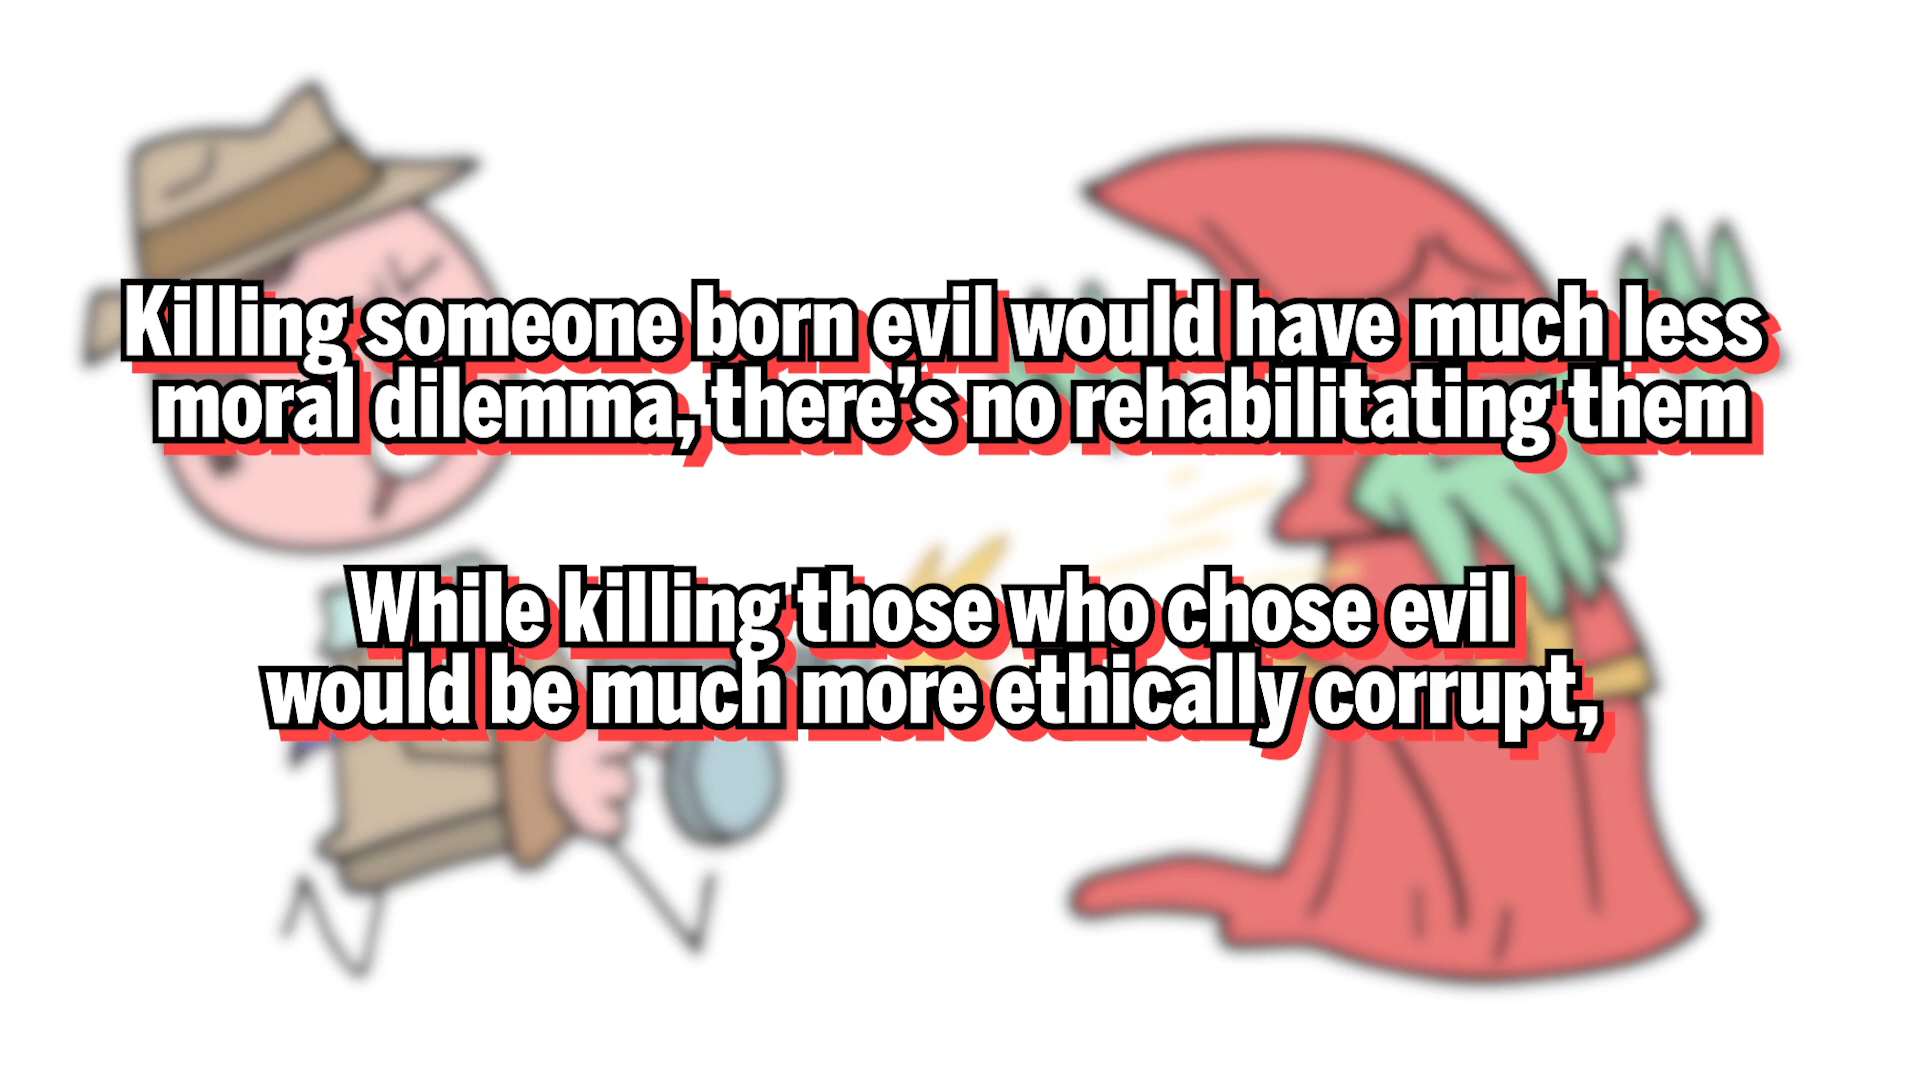 Killing someone born evil would have much less
moral dilemma, there’s no rehabilitating them
While killing those who chose evil
would be much more ethically corrupt,